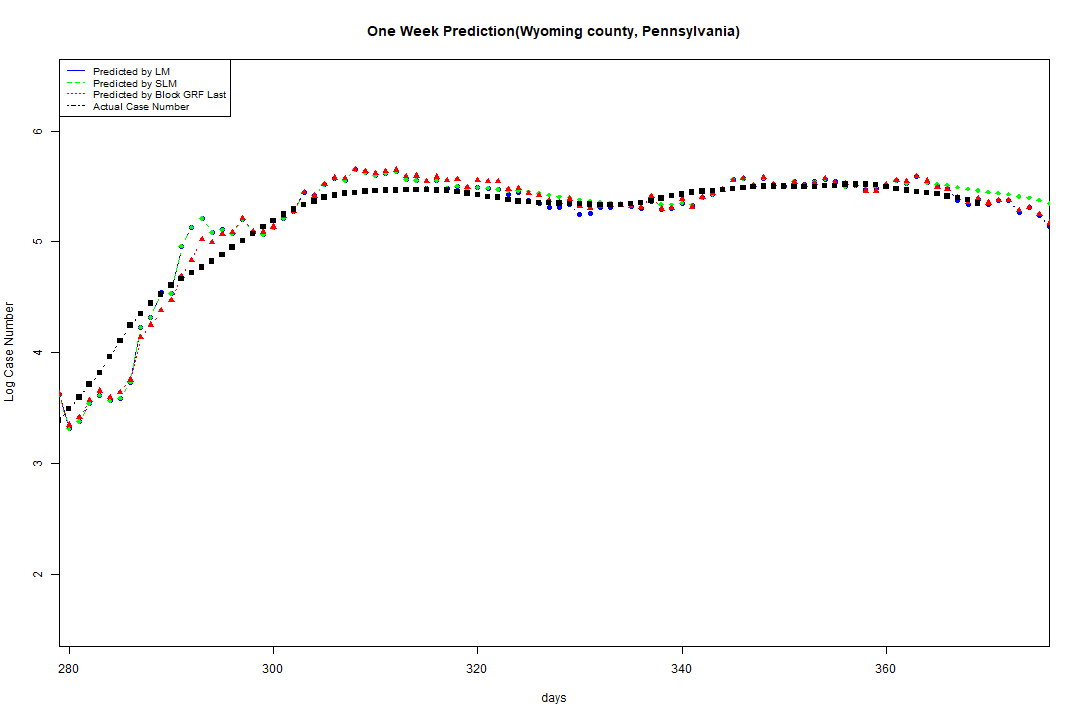 One Week Prediction(Wyoming county, Pennsylvania)
Predicted by LM
Predicted by SLM
Predicted by Block GRF Last
Actual Case Number
6
5
4
3
2
Log Case Number
280 300 320 340 360
days